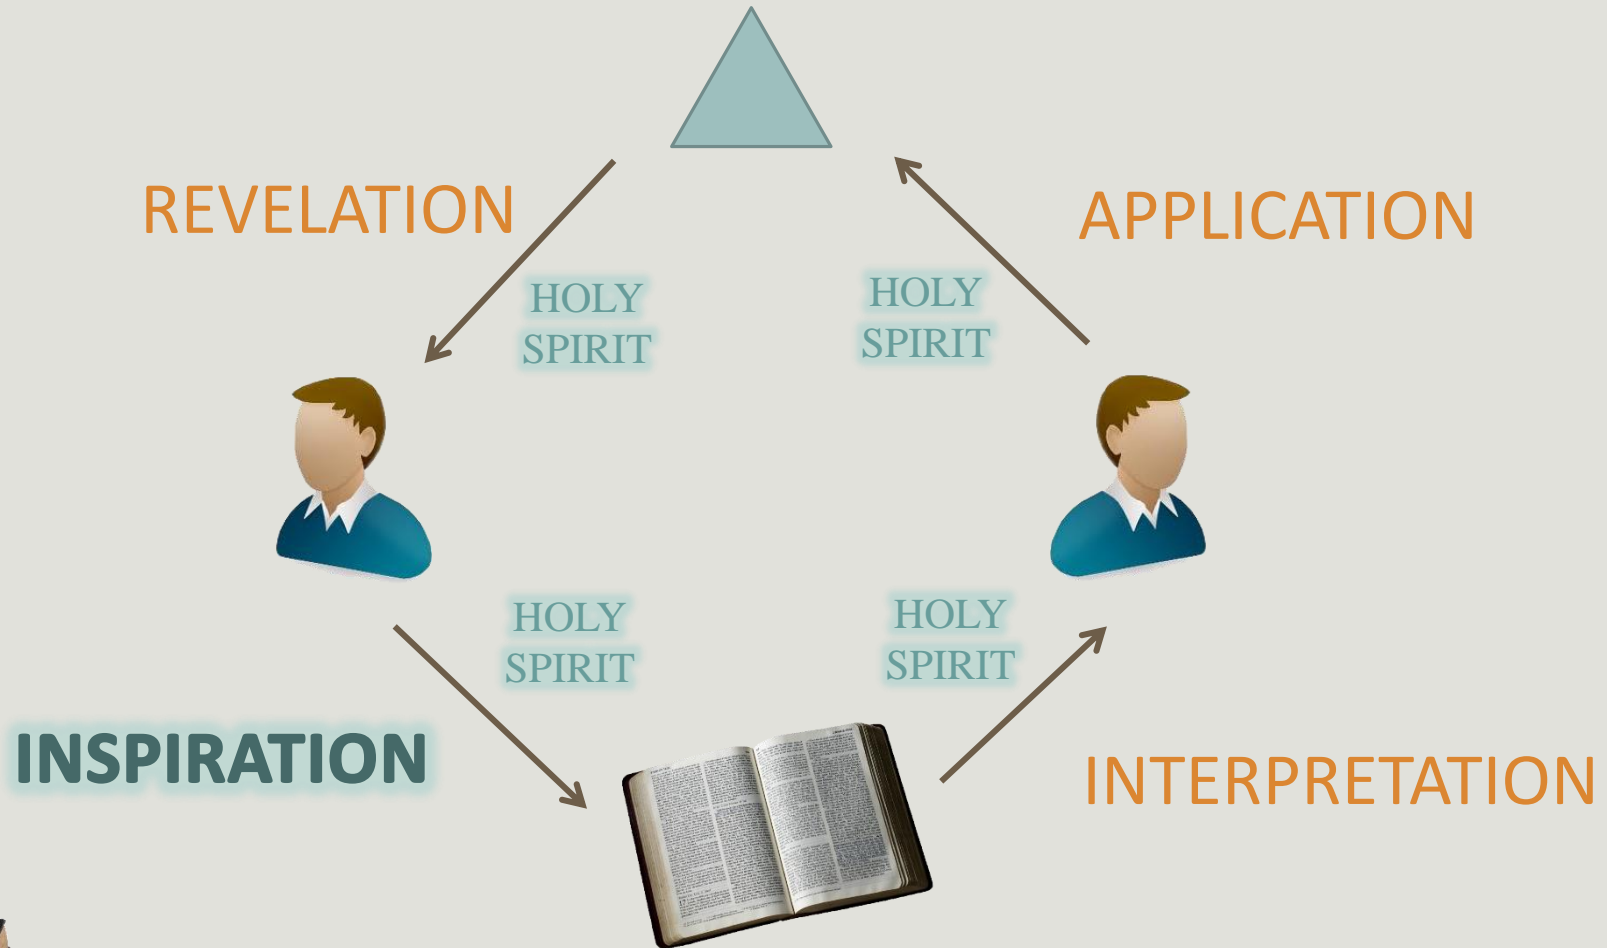 REVELATION
APPLICATION
HOLY
SPIRIT
HOLY
SPIRIT
HOLY
SPIRIT
HOLY
SPIRIT
INSPIRATION
INTERPRETATION